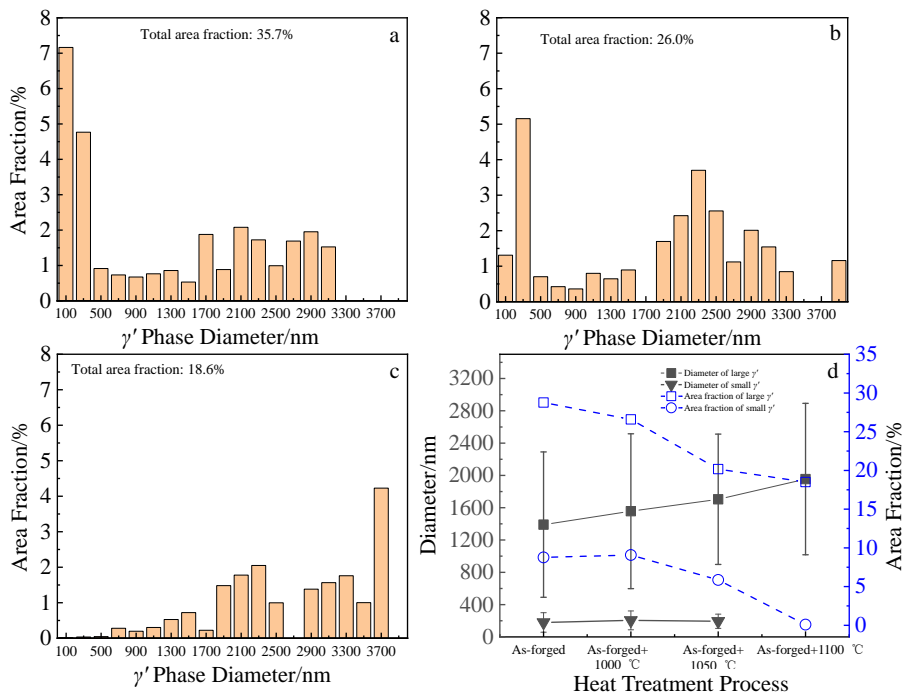 8
7
6
5
4
3
2
1
0
Area Fraction/%
Total area fraction: 35.7%
a
100 500 900 1300 1700 2100 2500 2900 3300 3700
γ′ Phase Diameter/nm
8
7
6
5
4
3
2
1
0
Total area fraction: 26.0%
b
100 500 900 1300 1700 2100 2500 2900 3300 3700
γ′ Phase Diameter/nm
8
7
6
5
4
3
2
1
0
Area Fraction/%
Total area fraction: 18.6%
c
100 500 900 1300 1700 2100 2500 2900 3300 3700
γ′ Phase Diameter/nm
3200
2800
2400
2000
1600
1200
800
400
0
Diameter/nm
d
Diameter of large γ′
Diameter of small γ′
Area fraction of large γ′
Area fraction of small γ′
35
30
25
20
15
10
5
0
Area Fraction/%
As-forged As-forged+ As-forged+ As-forged+1100 ℃
1000 ℃ 1050 ℃
Heat Treatment Process